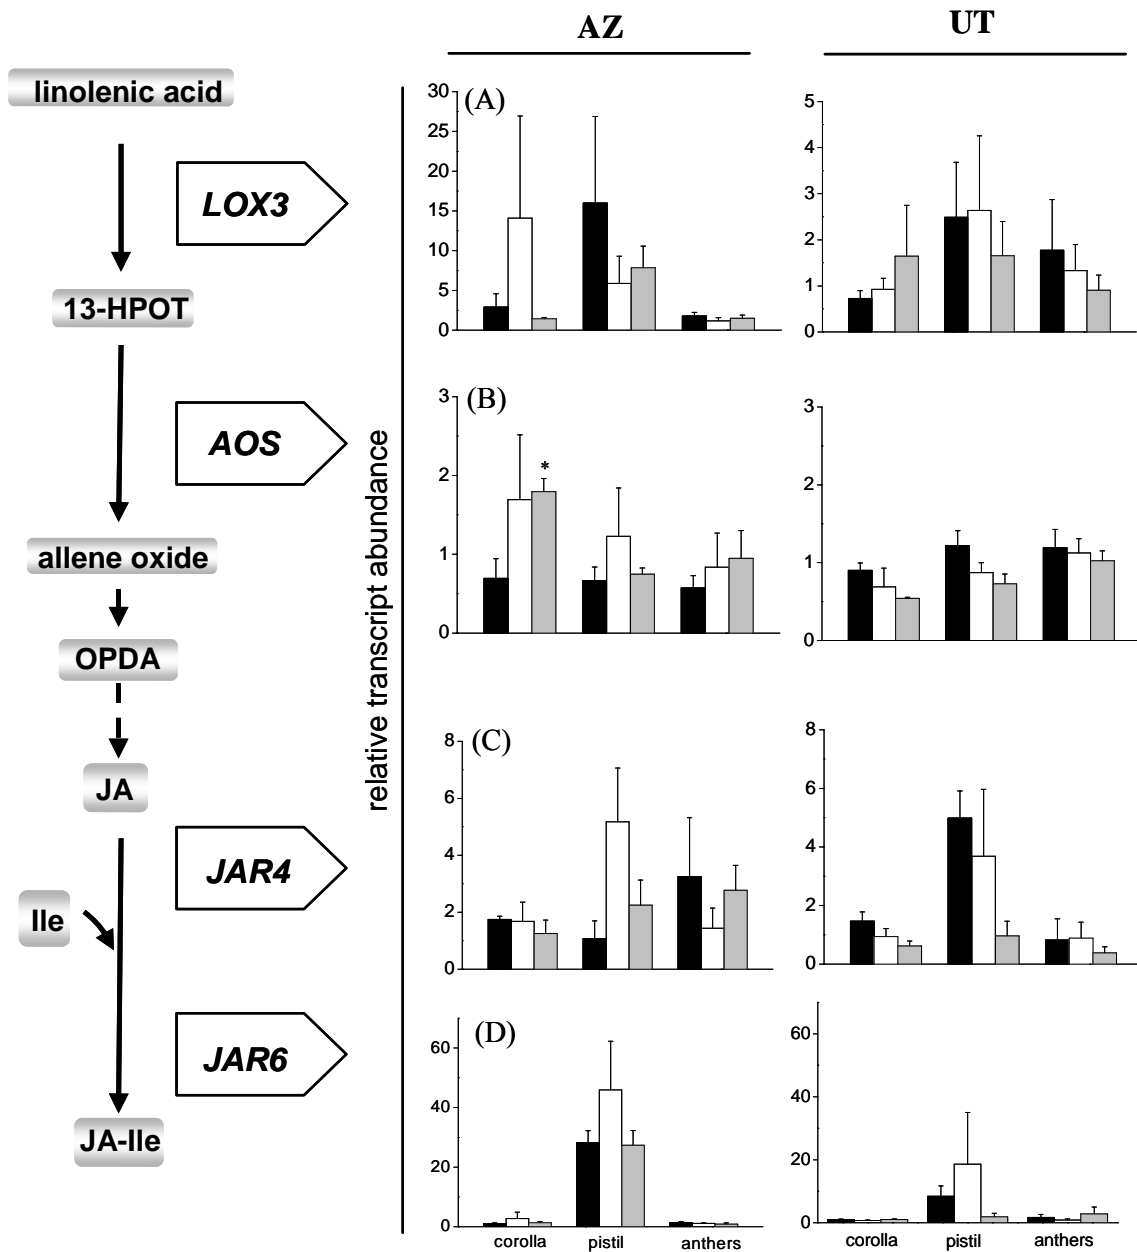 AZ
UT
linolenic acid
LOX3
13-HPOT
AOS
allene oxide
OPDA
JA
JAR4
Ile
JAR6
JA-Ile
relative transcript abundance
(A)
30
25
20
15
10
5
0
5
4
3
2
1
0
(B)
3
2
1
0
*
3
2
1
0
(C)
8
6
4
2
0
8
6
4
2
0
(D)
60
40
20
0
corolla pistil anthers
60
40
20
0
corolla pistil anthers